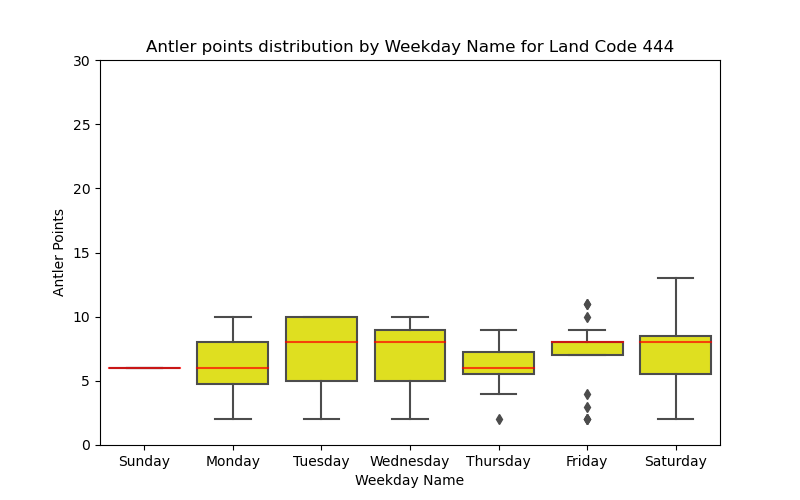 Antler points distribution by Weekday Name for Land Code 444
30
25
20
15
10
5
0
Antler Points
Sunday Monday Tuesday Wednesday Thursday Friday Saturday
Weekday Name